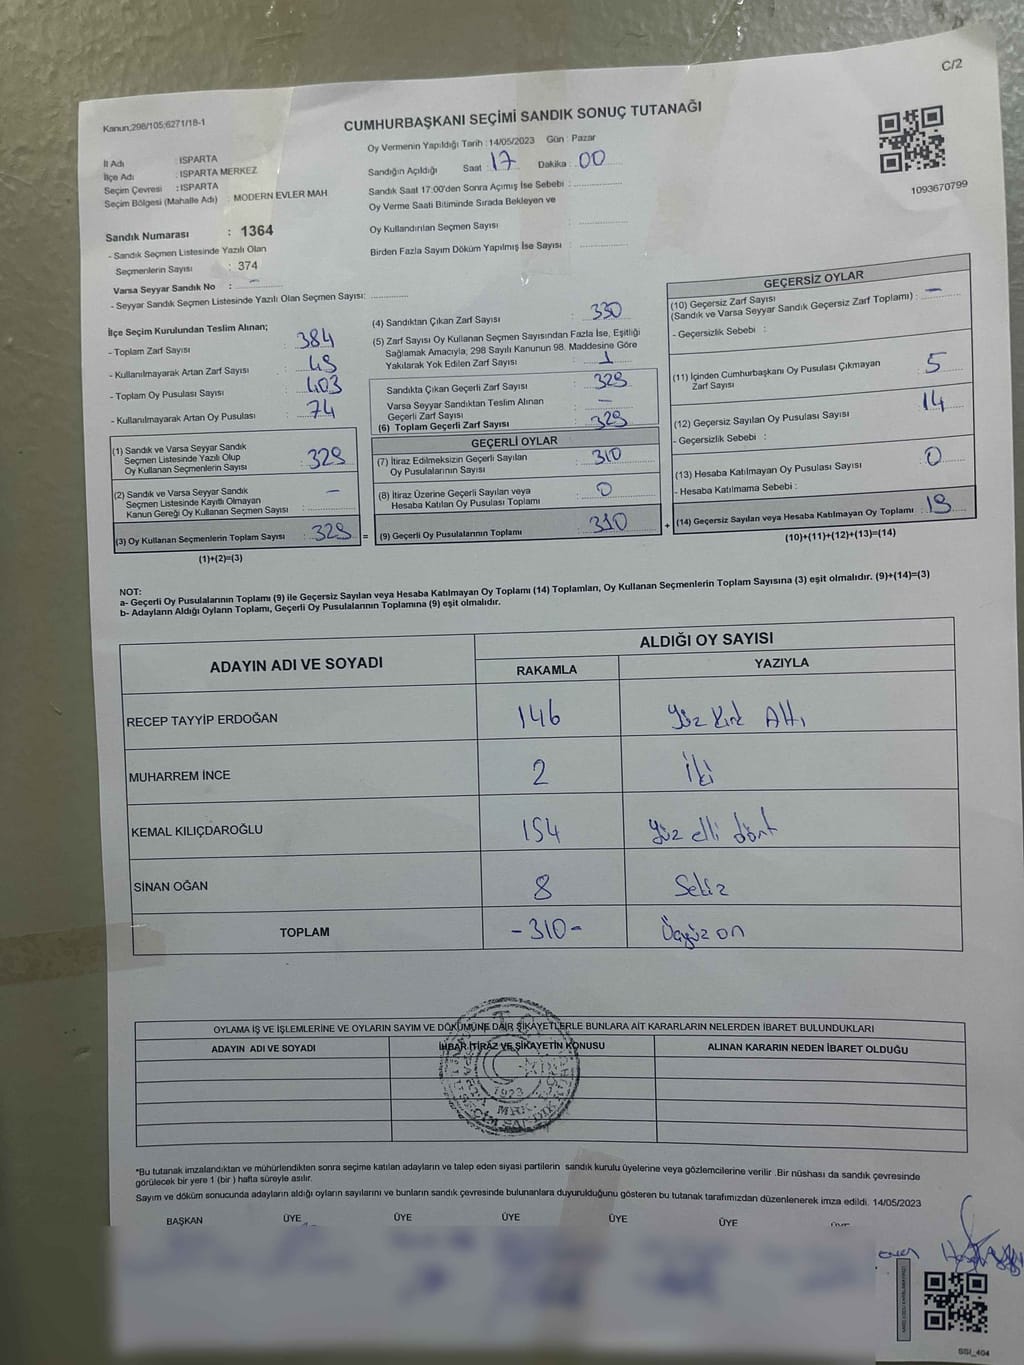 C/2
Kanun;298/105;6271/18-1
CUMHURBAŞKANI SEÇİMİ SANDIK SONUÇ TUTANAĞI
1093670799
İl Adı : ISPARTA
İlçe Adı : ISPARTA MERKEZ
Seçim Çevresi : ISPARTA
Seçim Bölgesi (Mahalle Adı) : MODERN EVLER MAH
Sandık Numarası : 1364
- Sandık Seçmen Listesinde Yazılı Olan
Seçmenlerin Sayısı : 374
Varsa Seyyar Sandık No : -
- Seyyar Sandık Seçmen Listesinde Yazılı Olan Seçmen Sayısı:
Oy Vermenin Yapıldığı Tarih : 14/05/2023 Gün : Pazar
Sandığın Açıldığı Saat : 17 Dakika : 00
Sandık Saat 17:00'den Sonra Açımış İse Sebebi :
Oy Verme Saati Bitiminde Sırada Bekleyen ve
Oy Kullandırılan Seçmen Sayısı :
Birden Fazla Sayım Döküm Yapılmış İse Sayısı :
İlçe Seçim Kurulundan Teslim Alınan;
- Toplam Zarf Sayısı : 384
- Kullanılmayarak Artan Zarf Sayısı :
- Toplam Oy Pusulası Sayısı : 403
- Kullanılmayarak Artan Oy Pusulası : 74
(1) Sandık ve Varsa Seyyar Sandık
Seçmen Listesinde Yazılı Olup
Oy Kullanan Seçmenlerin Sayısı : 329
(2) Sandık ve Varsa Seyyar Sandık
Seçmen Listesinde Kayıtlı Olmayan
Kanun Gereği Oy Kullanan Seçmen Sayısı : -
(3) Oy Kullanan Seçmenlerin Toplam Sayısı : 329
(1)+(2)=(3)
(4) Sandıktan Çıkan Zarf Sayısı : 330
(5) Zarf Sayısı Oy Kullanan Seçmen Sayısından Fazla İse, Eşitliği
Sağlamak Amacıyla; 298 Sayılı Kanunun 98. Maddesine Göre
Yakılarak Yok Edilen Zarf Sayısı : 1
Sandıkta Çıkan Geçerli Zarf Sayısı : 329
Varsa Seyyar Sandıktan Teslim Alınan
Geçerli Zarf Sayısı : -
(6) Toplam Geçerli Zarf Sayısı : 329
GEÇERLİ OYLAR
(7) İtiraz Edilmeksizin Geçerli Sayılan
Oy Pusulalarının Sayısı : 310
(8) İtiraz Üzerine Geçerli Sayılan veya
Hesaba Katılan Oy Pusulası Toplamı : 0
= (9) Geçerli Oy Pusulalarının Toplamı : 310 +
GEÇERSİZ OYLAR
(10) Geçersiz Zarf Sayısı
(Sandık ve Varsa Seyyar Sandık Geçersiz Zarf Toplamı) : -
- Geçersizlik Sebebi :
(11) İçinden Cumhurbaşkanı Oy Pusulası Çıkmayan
Zarf Sayısı : 5
(12) Geçersiz Sayılan Oy Pusulası Sayısı : 14
- Geçersizlik Sebebi :
(13) Hesaba Katılmayan Oy Pusulası Sayısı : 0
- Hesaba Katılmama Sebebi :
(14) Geçersiz Sayılan veya Hesaba Katılmayan Oy Toplamı : 19
(10)+(11)+(12)+(13)=(14)
NOT:
a- Geçerli Oy Pusulalarının Toplamı (9) ile Geçersiz Sayılan veya Hesaba Katılmayan Oy Toplamı (14) Toplamları, Oy Kullanan Seçmenlerin Toplam Sayısına (3) eşit olmalıdır. (9)+(14)=(3)
b- Adayların Aldığı Oyların Toplamı, Geçerli Oy Pusulalarının Toplamına (9) eşit olmalıdır.
ADAYIN ADI VE SOYADI ALDIĞI OY SAYISI
RAKAMLA YAZIYLA
RECEP TAYYİP ERDOĞAN 146 Yüz Kırk Altı
MUHARREM İNCE 2 İki
KEMAL KILIÇDAROĞLU 154 Yüz elli dört
SİNAN OĞAN 8 Sekiz
TOPLAM -310- Üçyüz on
OYLAMA İŞ VE İŞLEMLERİNE VE OYLARIN SAYIM VE DÖKÜMÜNE DAİR ŞİKAYETLERLE BUNLARA AİT KARARLARIN NELERDEN İBARET BULUNDUKLARI
ADAYIN ADI VE SOYADI İHBAR İTİRAZ VE ŞİKAYETİN KONUSU ALINAN KARARIN NEDEN İBARET OLDUĞU
T.C.
1923
*Bu tutanak imzalandıktan ve mühürlendikten sonra seçime katılan adayların ve talep eden siyasi partilerin sandık kurulu üyelerine veya gözlemcilerine verilir .Bir nüshası da sandık çevresinde
görülecek bir yere 1 (bir ) hafta süreyle asılır.
Sayım ve döküm sonucunda adayların aldığı oyların sayılarını ve bunların sandık çevresinde bulunanlara duyurulduğunu gösteren bu tutanak tarafımızdan düzenlenerek imza edildi. 14/05/2023
BAŞKAN ÜYE ÜYE ÜYE ÜYE ÜYE
SSI_404